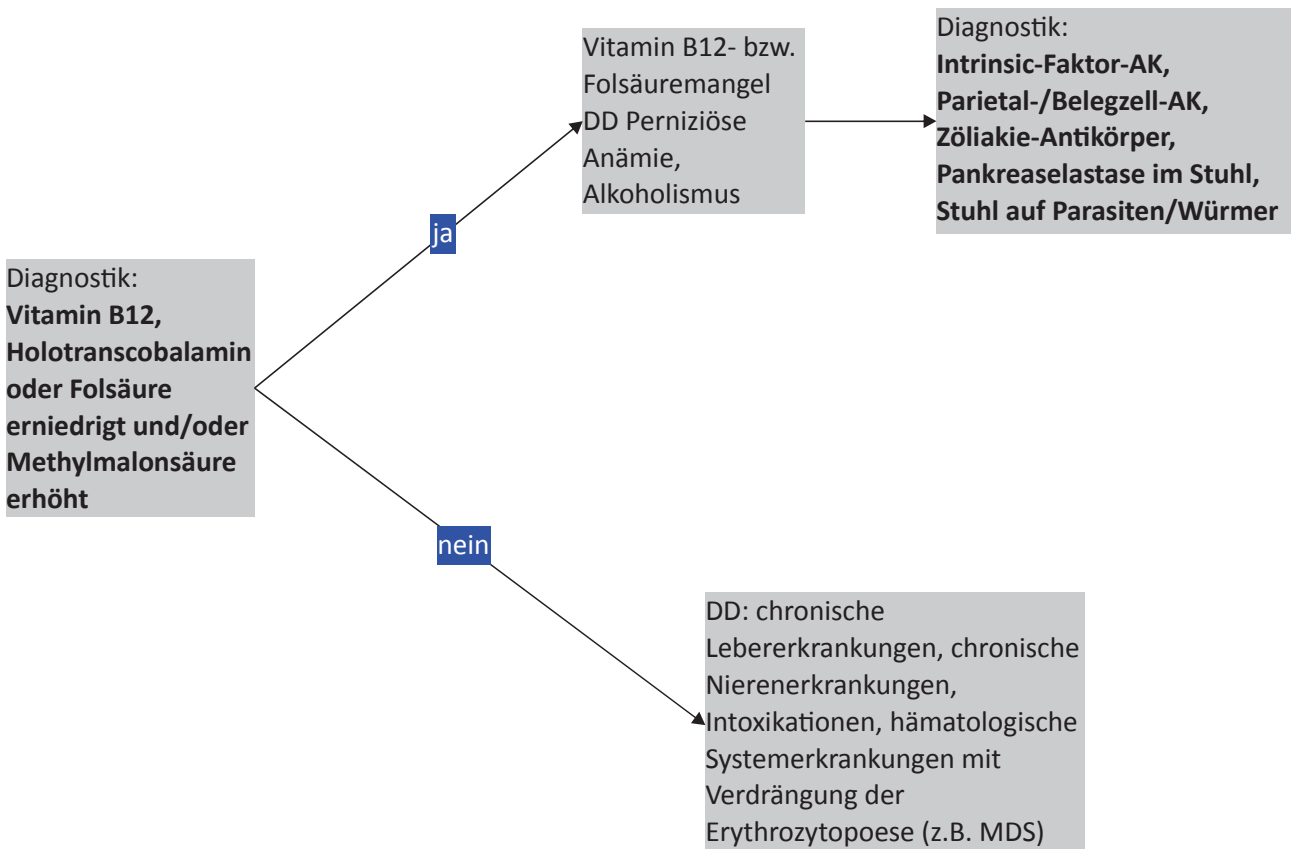 Diagnostik:
Vitamin B12,
Holotranscobalamin
oder Folsäure
erniedrigt und/oder
Methylmalonsäure
erhöht
ja
Vitamin B12- bzw.
Folsäuremangel
DD Perniziöse
Anämie,
Alkoholismus
Diagnostik:
Intrinsic-Faktor-AK,
Parietal-/Belegzell-AK,
Zöliakie-Antikörper,
Pankreaselastase im Stuhl,
Stuhl auf Parasiten/Würmer
nein
DD: chronische
Lebererkrankungen, chronische
Nierenerkrankungen,
Intoxikationen, hämatologische
Systemerkrankungen mit
Verdrängung der
Erythrozytopoese (z.B. MDS)